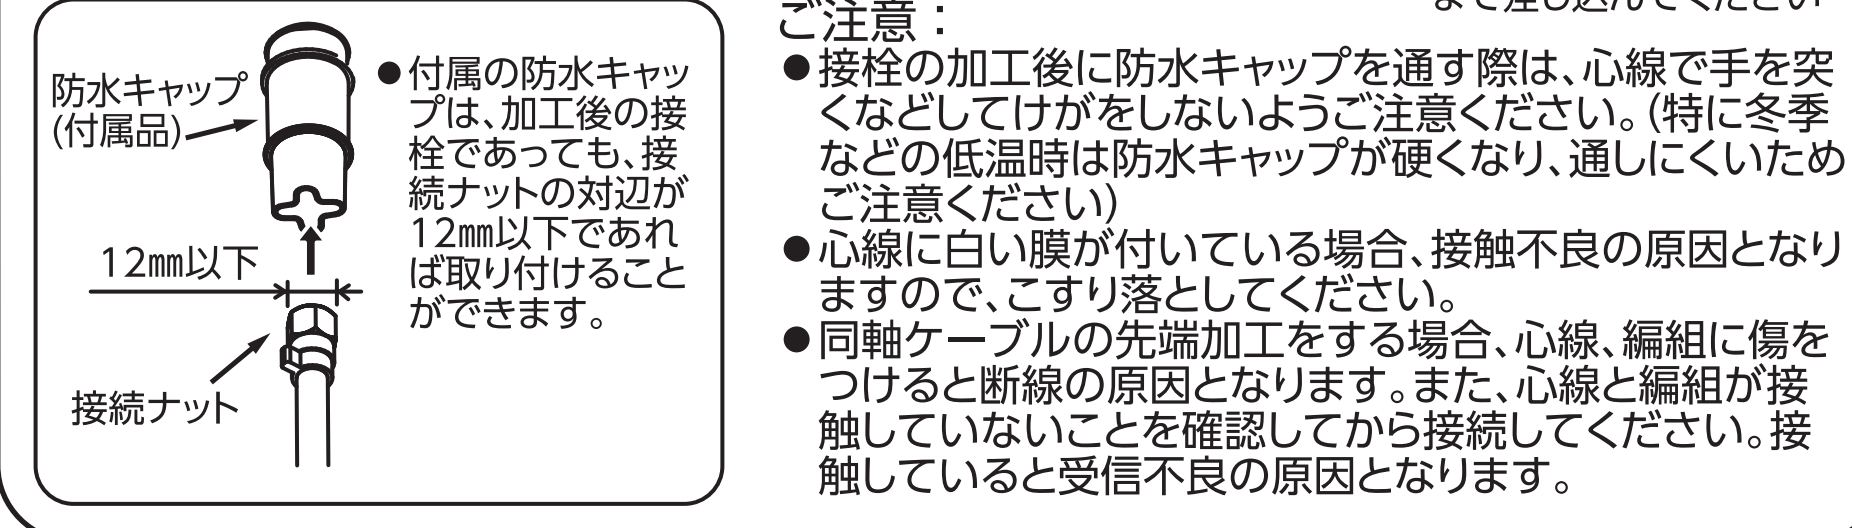 防水キャップ
(付属品)
12㎜以下
接続ナット
●付属の防水キャッ
プは、加工後の接
栓であっても、接
続ナットの対辺が
12㎜以下であれ
ば取り付けること
ができます。
ご注意：
●接栓の加工後に防水キャップを通す際は、心線で手を突
くなどしてけがをしないようご注意ください。(特に冬季
などの低温時は防水キャップが硬くなり、通しにくいため
ご注意ください)
●心線に白い膜が付いている場合、接触不良の原因となり
ますので、こすり落としてください。
●同軸ケーブルの先端加工をする場合、心線、編組に傷を
つけると断線の原因となります。また、心線と編組が接
触していないことを確認してから接続してください。接
触していると受信不良の原因となります。